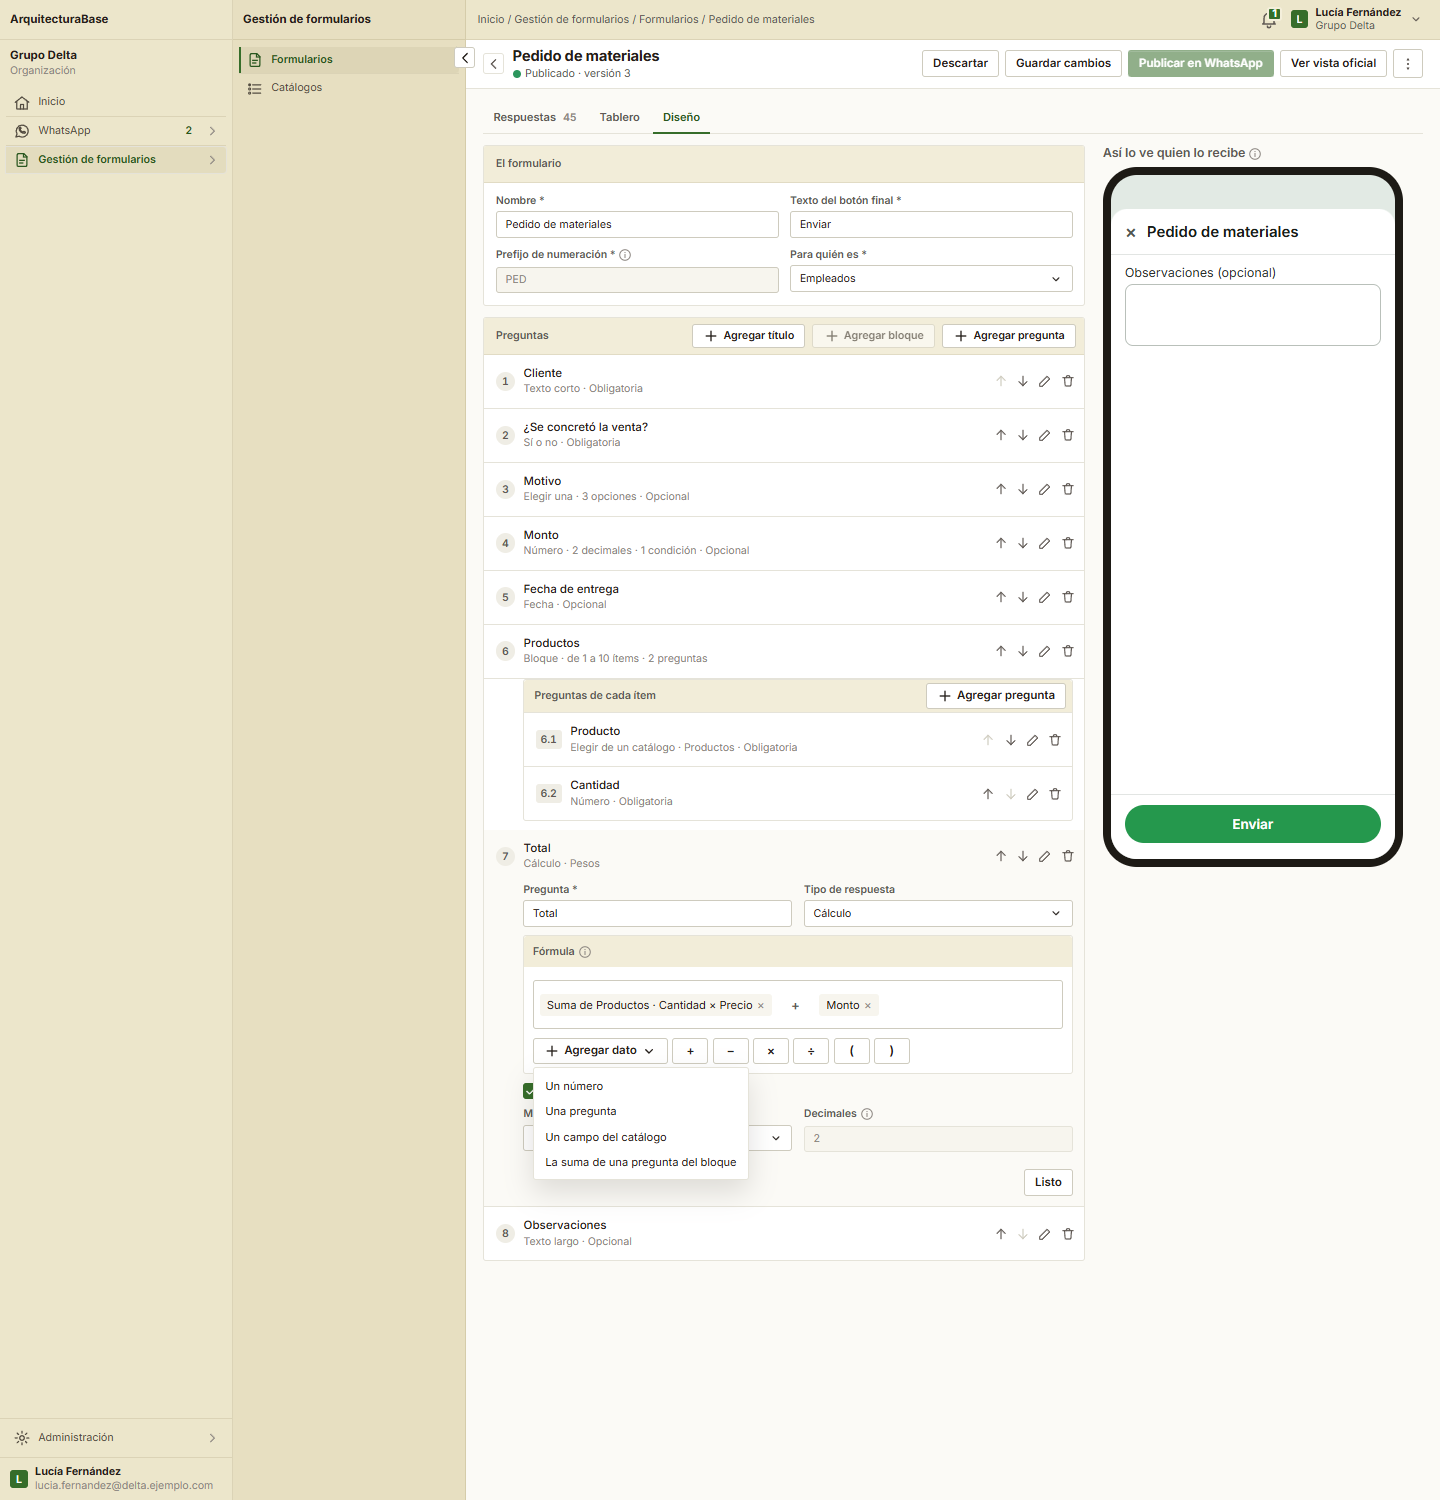 ArquitecturaBase
Grupo Delta
Organización
Inicio
WhatsApp 2
Gestión de formularios
Administración
L Lucía Fernández
lucia.fernandez@delta.ejemplo.com
Gestión de formularios
Formularios
Catálogos
Inicio / Gestión de formularios / Formularios / Pedido de materiales
1
L Lucía Fernández
Grupo Delta
Pedido de materiales
Publicado · versión 3
Descartar
Guardar cambios
Publicar en WhatsApp
Ver vista oficial
Respuestas 45
Tablero
Diseño
El formulario
Nombre *
Texto del botón final *
Pedido de materiales
Enviar
Prefijo de numeración *
Para quién es *
PED
Empleados
Preguntas
Agregar título
Agregar bloque
Agregar pregunta
1 Cliente
Texto corto · Obligatoria
2 ¿Se concretó la venta?
Sí o no · Obligatoria
3 Motivo
Elegir una · 3 opciones · Opcional
4 Monto
Número · 2 decimales · 1 condición · Opcional
5 Fecha de entrega
Fecha · Opcional
6 Productos
Bloque · de 1 a 10 ítems · 2 preguntas
Preguntas de cada ítem
Agregar pregunta
6.1 Producto
Elegir de un catálogo · Productos · Obligatoria
6.2 Cantidad
Número · Obligatoria
7 Total
Cálculo · Pesos
Pregunta *
Tipo de respuesta
Total
Cálculo
Fórmula
Suma de Productos · Cantidad × Precio × + Monto ×
Agregar dato + − × ÷ ( )
Un número
Una pregunta
Un campo del catálogo
La suma de una pregunta del bloque
M
Decimales
2
Listo
8 Observaciones
Texto largo · Opcional
Así lo ve quien lo recibe
× Pedido de materiales
Observaciones (opcional)
Enviar